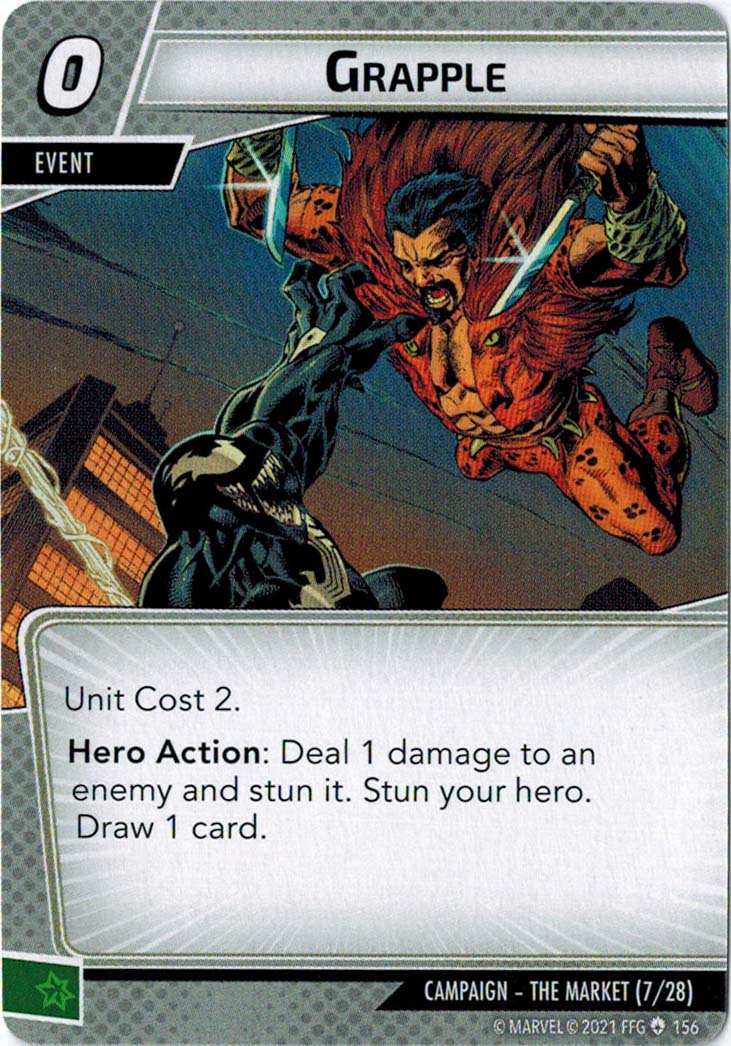 0
GRAPPLE
EVENT
Unit Cost 2.
Hero Action: Deal 1 damage to an
enemy and stun it. Stun your hero.
Draw 1 card.
CAMPAIGN – THE MARKET (7/28)
© MARVEL © 2021 FFG 156